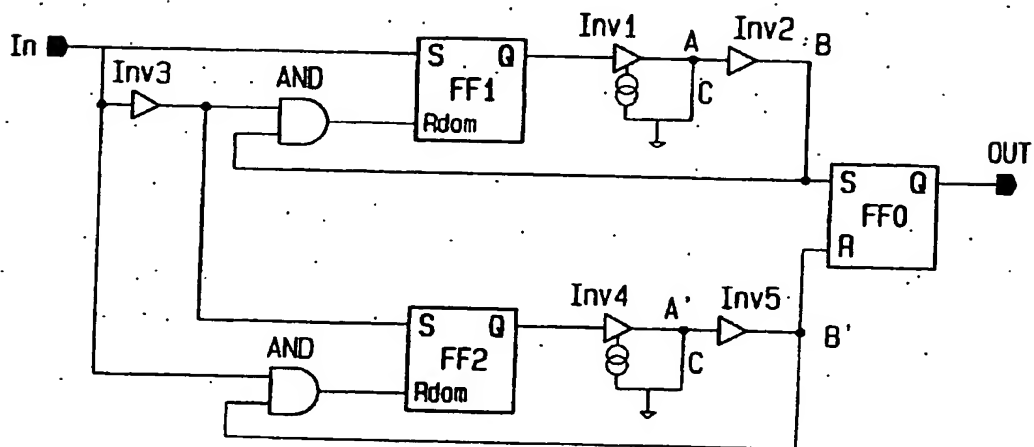 In
Inv3
AND
S
Q
FF1
Rdom
Inv1
A
C
Inv2
B
OUT
S
Q
FF0
R
AND
S
Q
FF2
Rdom
Inv4
A'
C
Inv5
B'